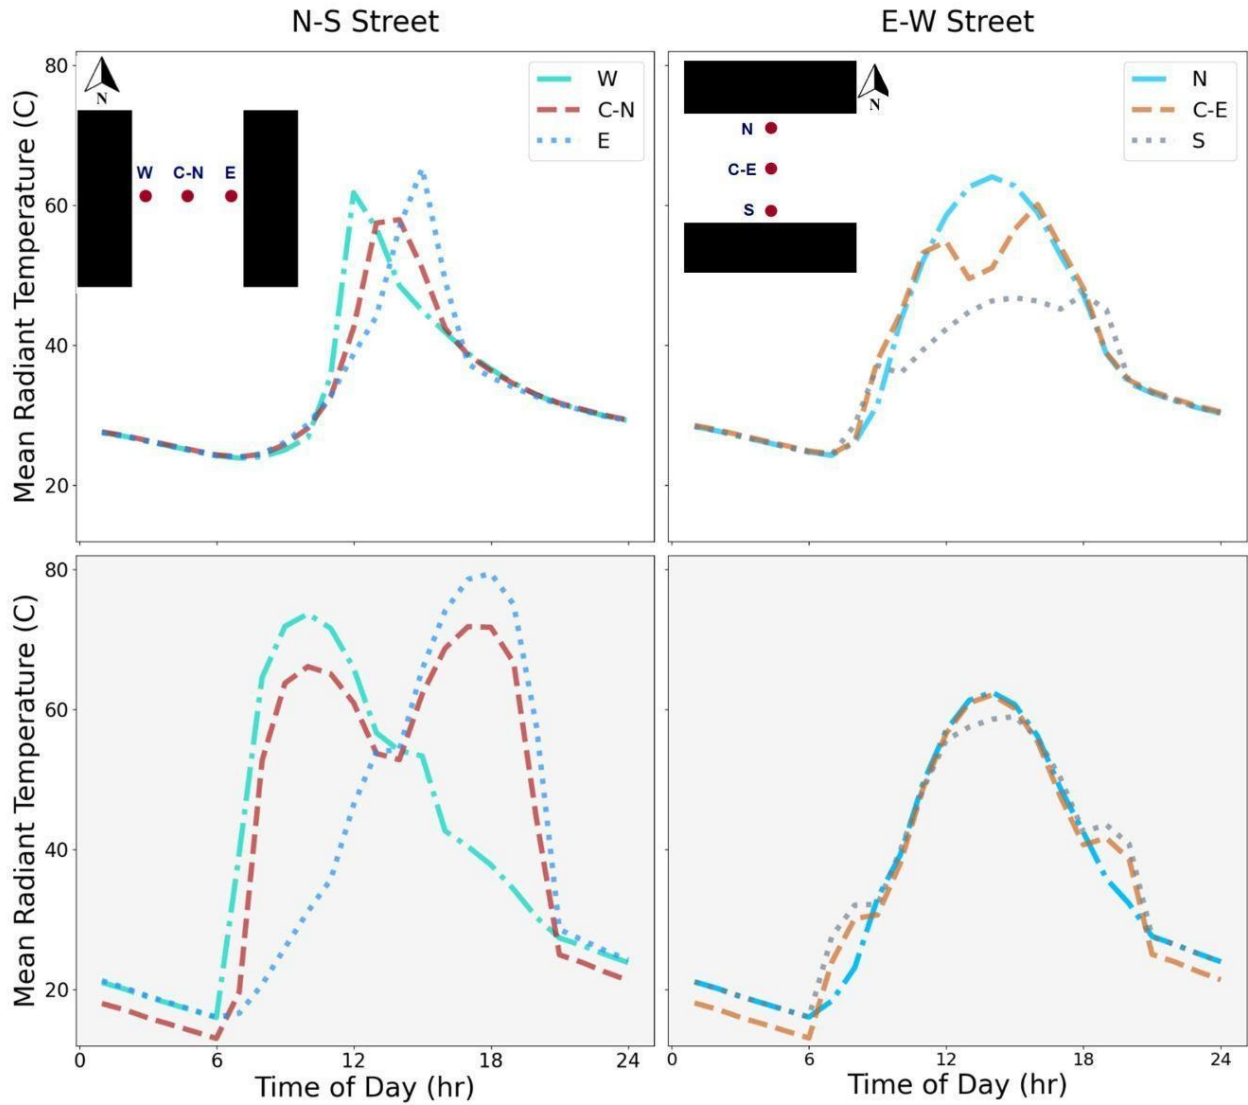 N-S Street
E-W Street
Mean Radiant Temperature (C)
80
60
40
20
N
W C-N E
W
C-N
E
N
N
C-E
S
N
C-E
S
Mean Radiant Temperature (C)
80
60
40
20
0 6 12 18 24
Time of Day (hr)
0 6 12 18 24
Time of Day (hr)